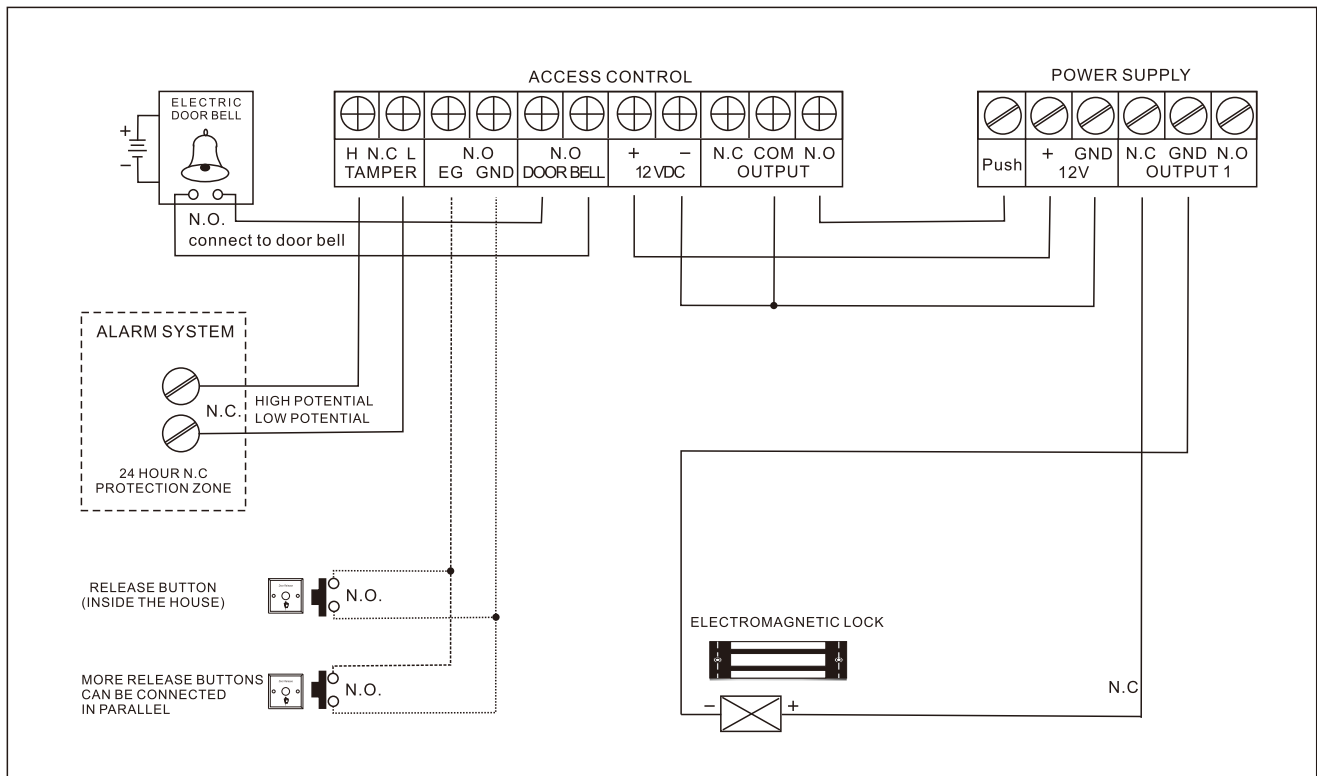 ACCESS CONTROL
POWER SUPPLY
ELECTRIC
DOOR BELL
+
−
H N.C L
TAMPER
N.O
EG GND
N.O
DOOR BELL
+ −
12 VDC
N.C COM N.O
OUTPUT
Push
+ GND
12V
N.C GND N.O
OUTPUT 1
N.O.
connect to door bell
ALARM SYSTEM
N.C.
HIGH POTENTIAL
LOW POTENTIAL
24 HOUR N.C
PROTECTION ZONE
RELEASE BUTTON
(INSIDE THE HOUSE)
N.O.
ELECTROMAGNETIC LOCK
MORE RELEASE BUTTONS
CAN BE CONNECTED
IN PARALLEL
N.O.
N.C
− +